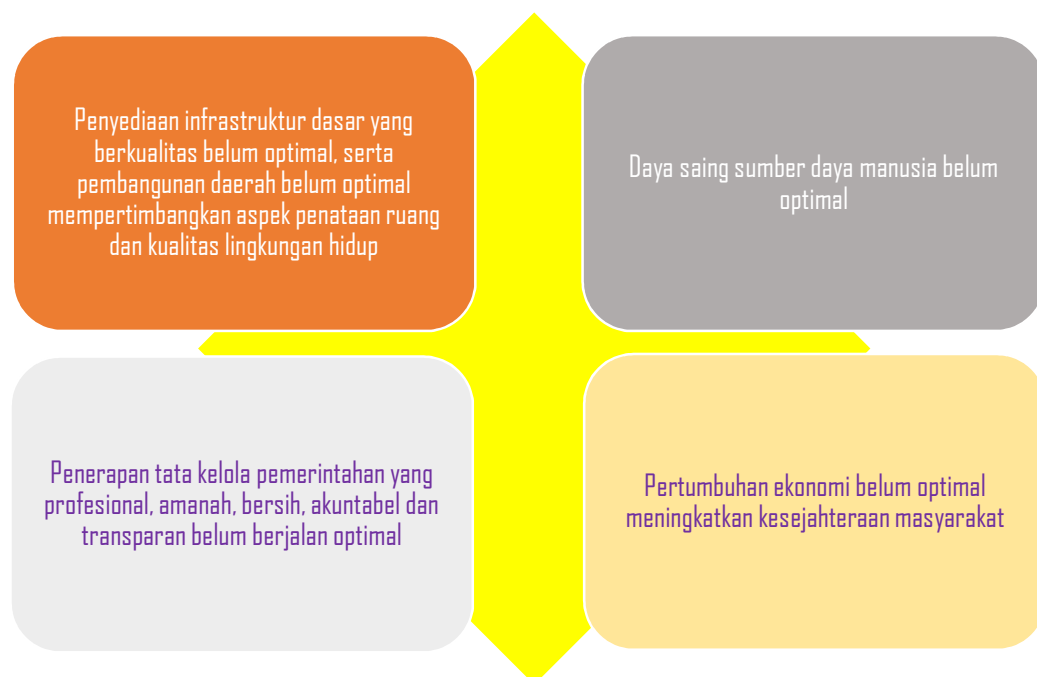 Penyediaan infrastruktur dasar yang
berkualitas belum optimal, serta
pembangunan daerah belum optimal
mempertimbangkan aspek penataan ruang
dan kualitas lingkungan hidup
Daya saing sumber daya manusia belum
optimal
Penerapan tata kelola pemerintahan yang
profesional, amanah, bersih, akuntabel dan
transparan belum berjalan optimal
Pertumbuhan ekonomi belum optimal
meningkatkan kesejahteraan masyarakat